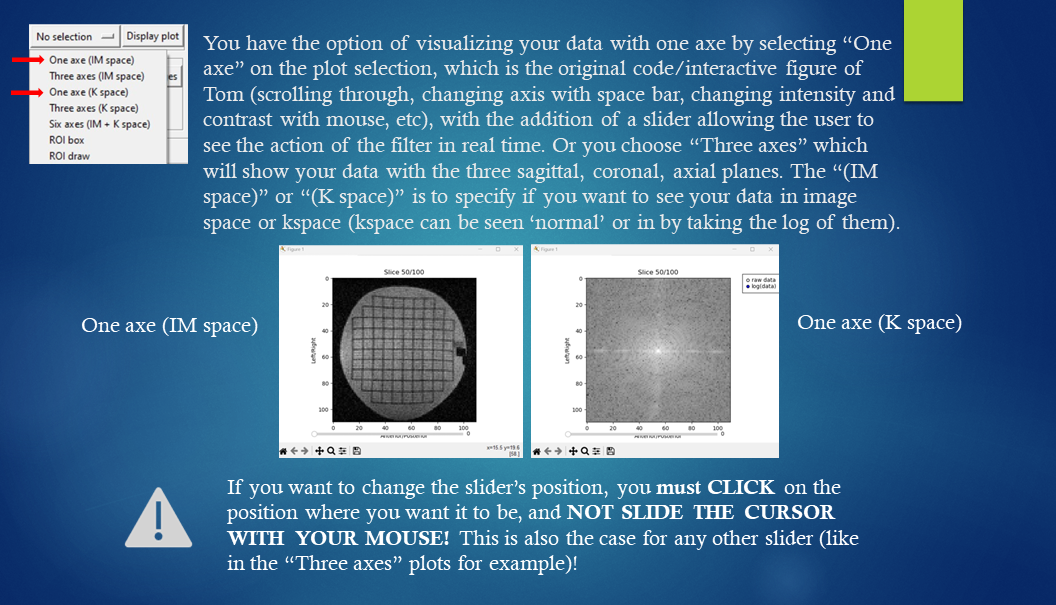 No selection
Display plot
One axe (IM space)
Three axes (IM space)
One axe (K space)
Three axes (K space)
Six axes (IM + K space)
ROI box
ROI draw
es
You have the option of visualizing your data with one axe by selecting “One
axe” on the plot selection, which is the original code/interactive figure of
Tom (scrolling through, changing axis with space bar, changing intensity and
contrast with mouse, etc), with the addition of a slider allowing the user to
see the action of the filter in real time. Or you choose “Three axes” which
will show your data with the three sagittal, coronal, axial planes. The “(IM
space)” or “(K space)” is to specify if you want to see your data in image
space or kspace (kspace can be seen ‘normal’ or in by taking the log of them).
One axe (IM space)
Figure 1
Slice 50/100
0
20
40
60
80
100
Left/Right
0 20 40 60 80 100
Anterior/Posterior
0
x=15.5 y=19.6
[58]
Figure 1
Slice 50/100
raw data
log(data)
0
20
40
60
80
100
Left/Right
0 20 40 60 80 100
Anterior/Posterior
0
One axe (K space)
If you want to change the slider’s position, you must CLICK on the
position where you want it to be, and NOT SLIDE THE CURSOR
WITH YOUR MOUSE! This is also the case for any other slider (like
in the “Three axes” plots for example)!